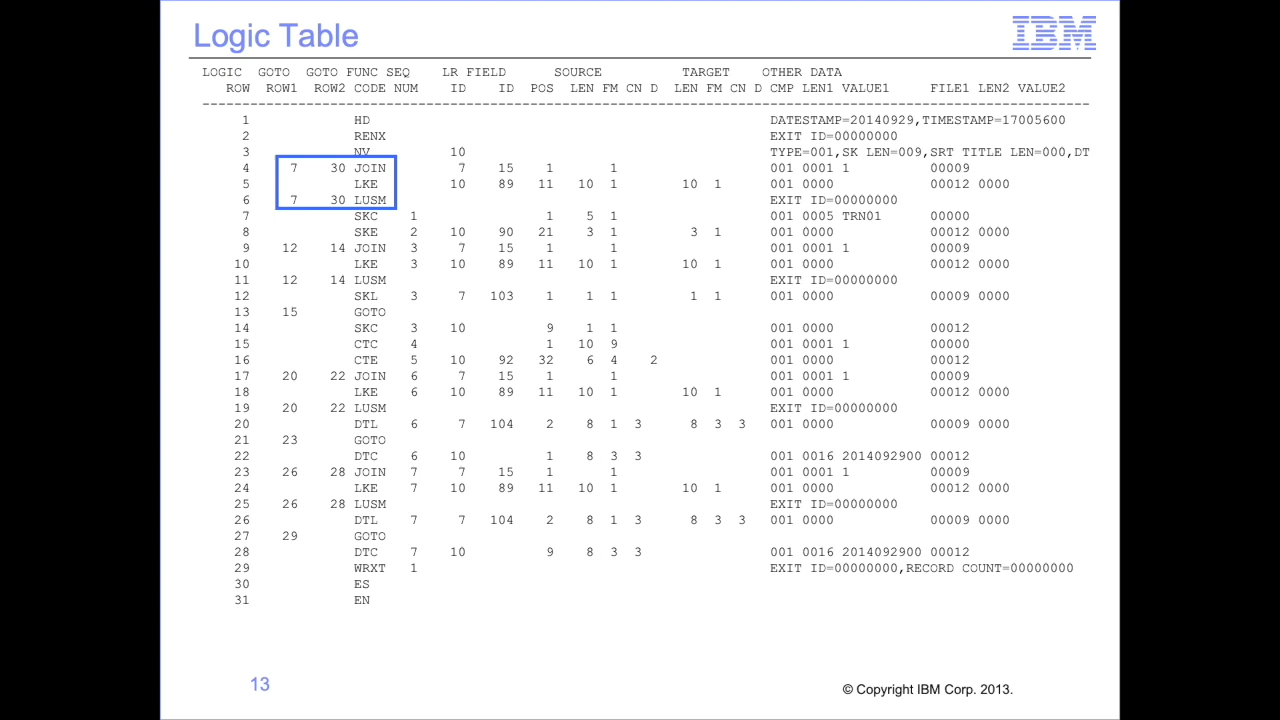 Logic Table
IBM
LOGIC GOTO GOTO FUNC SEQ LR FIELD SOURCE TARGET OTHER DATA
ROW ROW1 ROW2 CODE NUM ID ID POS LEN FM CN D LEN FM CN D CMP LEN1 VALUE1 FILE1 LEN2 VALUE2
1 HD DATESTAMP=20140929,TIMESTAMP=17005600
2 RENX EXIT ID=00000000
3 NV 10 TYPE=001,SK LEN=009,SRT TITLE LEN=000,DT
4 7 30 JOIN 7 15 1 1 001 0001 1 00009
5 LKE 10 89 11 10 1 10 1 001 0000 00012 0000
6 7 30 LUSM EXIT ID=00000000
7 SKC 1 1 5 1 001 0005 TRN01 00000
8 SKE 2 10 90 21 3 1 3 1 001 0000 00012 0000
9 12 14 JOIN 3 7 15 1 1 001 0001 1 00009
10 LKE 3 10 89 11 10 1 10 1 001 0000 00012 0000
11 12 14 LUSM EXIT ID=00000000
12 SKL 3 7 103 1 1 1 1 1 001 0000 00009 0000
13 15 GOTO
14 SKC 3 10 9 1 1 001 0000 00012
15 CTC 4 1 10 9 001 0001 1 00000
16 CTE 5 10 92 32 6 4 2 001 0000 00012
17 20 22 JOIN 6 7 15 1 1 001 0001 1 00009
18 LKE 6 10 89 11 10 1 10 1 001 0000 00012 0000
19 20 22 LUSM EXIT ID=00000000
20 DTL 6 7 104 2 8 1 3 8 3 3 001 0000 00009 0000
21 23 GOTO
22 DTC 6 10 1 8 3 3 001 0016 2014092900 00012
23 26 28 JOIN 7 7 15 1 1 001 0001 1 00009
24 LKE 7 10 89 11 10 1 10 1 001 0000 00012 0000
25 26 28 LUSM EXIT ID=00000000
26 DTL 7 7 104 2 8 1 3 8 3 3 001 0000 00009 0000
27 29 GOTO
28 DTC 7 10 9 8 3 3 001 0016 2014092900 00012
29 WRXT 1 EXIT ID=00000000,RECORD COUNT=00000000
30 ES
31 EN
13
© Copyright IBM Corp. 2013.